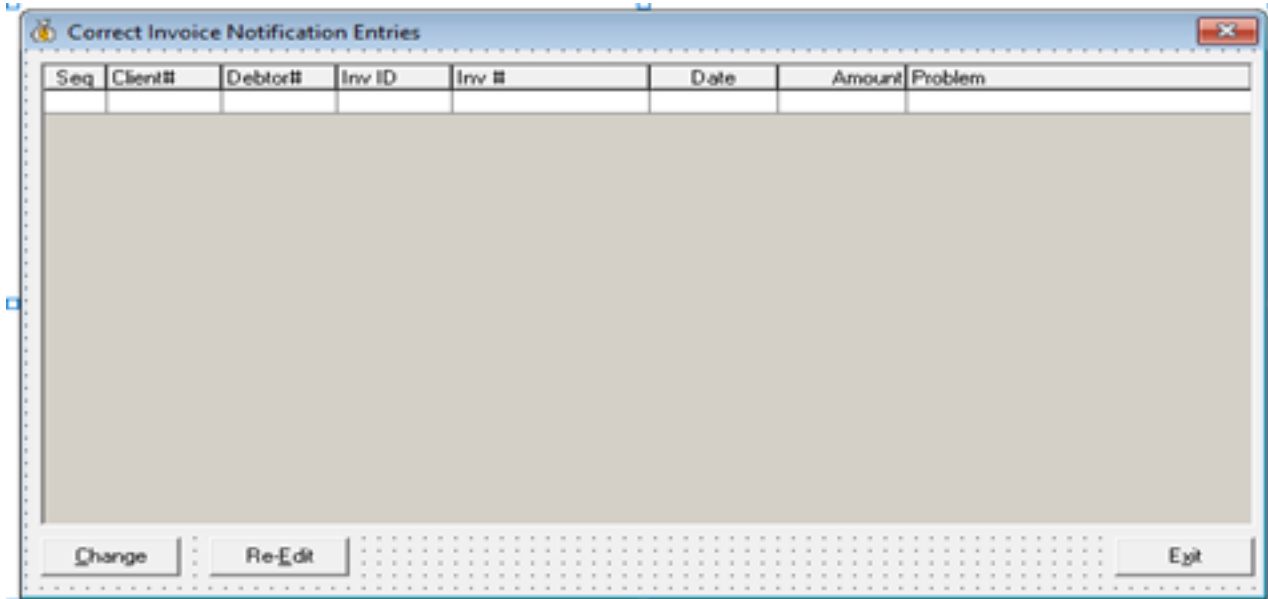 Correct Invoice Notification Entries
Seq Client# Debtor# Inv ID Inv # Date Amount Problem
Change Re-Edit Exit